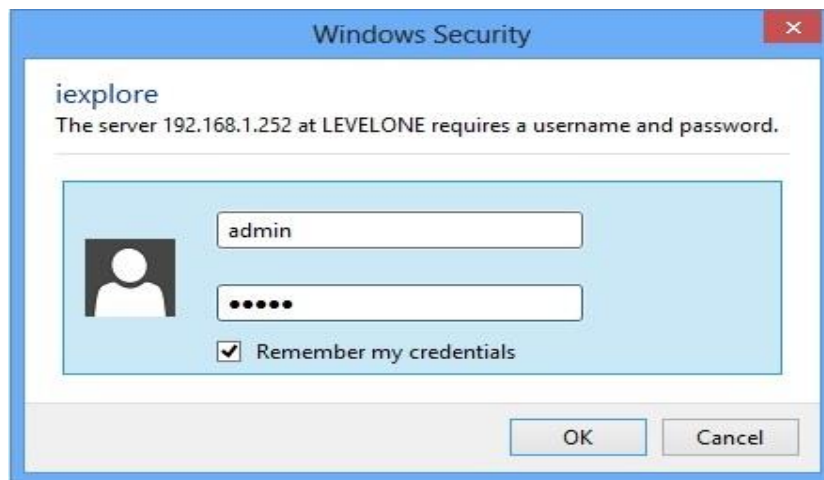 Windows Security
iexplore
The server 192.168.1.252 at LEVELONE requires a username and password.
admin
•••••
Remember my credentials
OK
Cancel